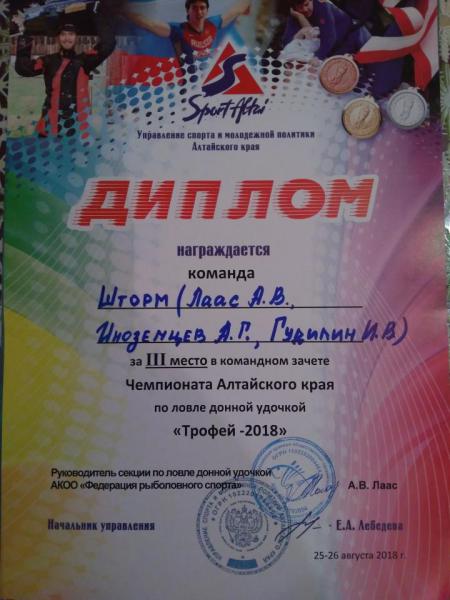 Sport Altai
Управление спорта и молодежной политики
Алтайского края
ДИПЛОМ
награждается
команда
Шторм (Лаас А.В.,
Иноземцев А.Г., Гурилин И.В)
за III место в командном зачете
Чемпионата Алтайского края
по ловле донной удочкой
«Трофей -2018»
Руководитель секции по ловле донной удочкой
АКОО «Федерация рыболовного спорта»
А.В. Лаас
Начальник управления
Е.А. Лебедева
25-26 августа 2018 г.